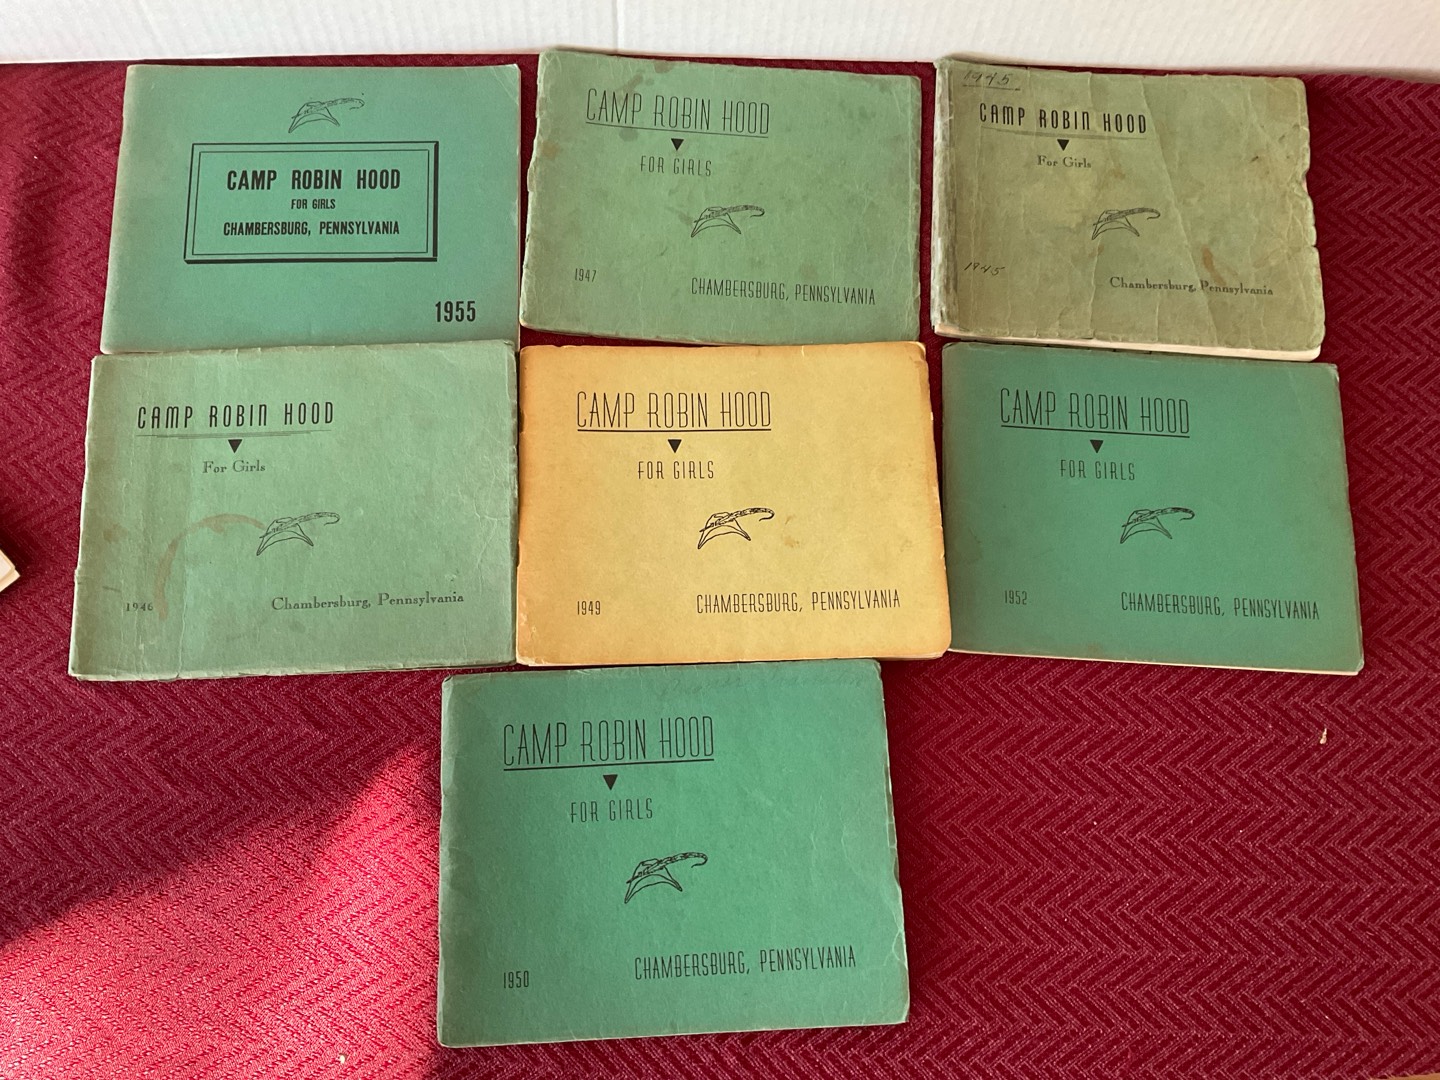 CAMP ROBIN HOOD
FOR GIRLS
CHAMBERSBURG, PENNSYLVANIA
1955
CAMP ROBIN HOOD
FOR GIRLS
1947
CHAMBERSBURG, PENNSYLVANIA
1945
CAMP ROBIN HOOD
For Girls
1945
Chambersburg, Pennsylvania
CAMP ROBIN HOOD
For Girls
1946
Chambersburg, Pennsylvania
CAMP ROBIN HOOD
FOR GIRLS
1949
CHAMBERSBURG, PENNSYLVANIA
CAMP ROBIN HOOD
FOR GIRLS
1952
CHAMBERSBURG, PENNSYLVANIA
CAMP ROBIN HOOD
FOR GIRLS
1950
CHAMBERSBURG, PENNSYLVANIA